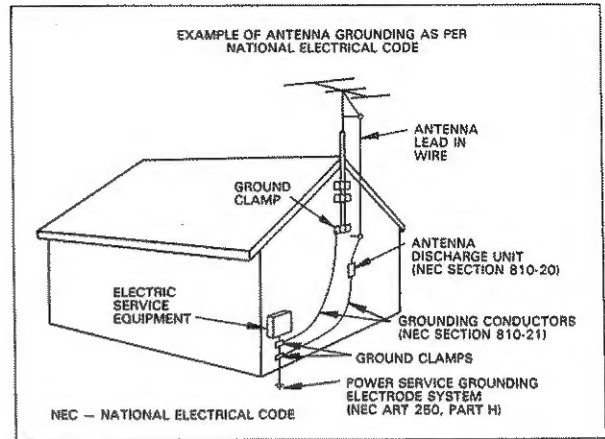 EXAMPLE OF ANTENNA GROUNDING AS PER
NATIONAL ELECTRICAL CODE
ANTENNA
LEAD IN
WIRE
GROUND
CLAMP
ANTENNA
DISCHARGE UNIT
(NEC SECTION 810-20)
ELECTRIC
SERVICE
EQUIPMENT
GROUNDING CONDUCTORS
(NEC SECTION 810-21)
GROUND CLAMPS
POWER SERVICE GROUNDING
ELECTRODE SYSTEM
(NEC ART 250, PART H)
NEC — NATIONAL ELECTRICAL CODE